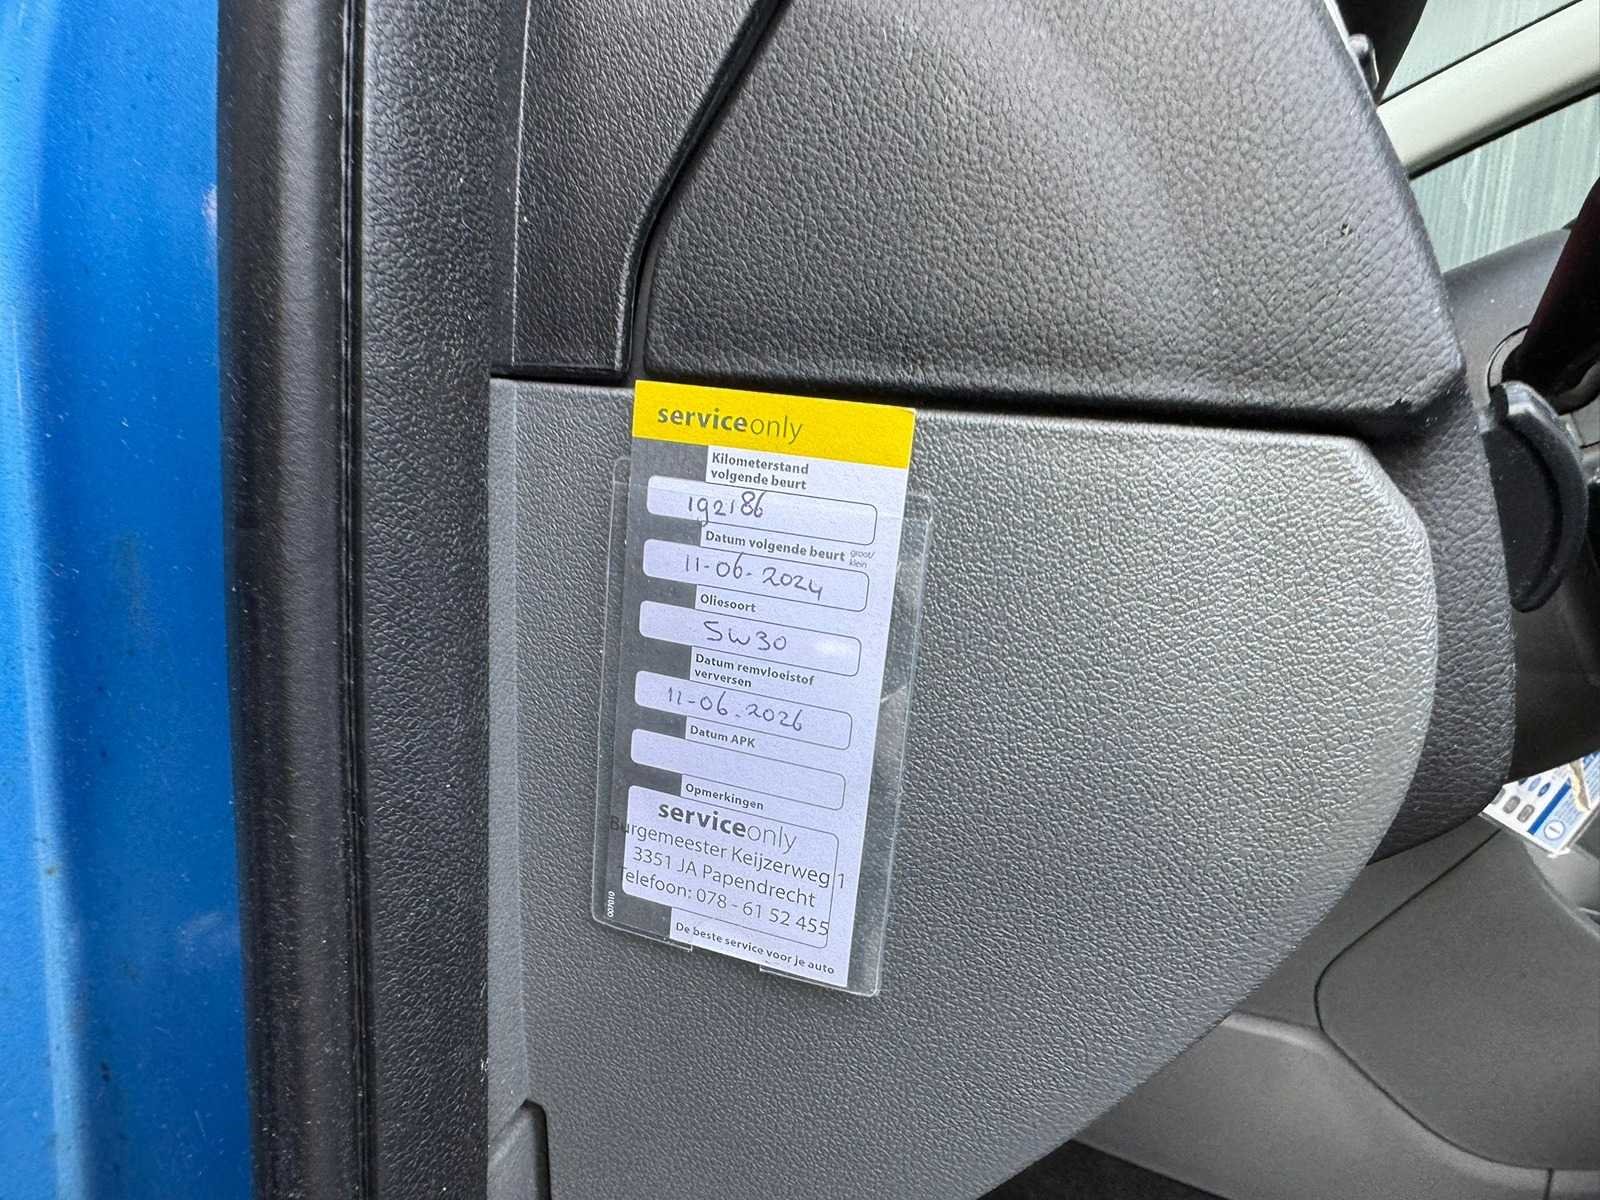 serviceonly
Kilometerstand
volgende beurt
192186
Datum volgende beurt groot/
klein
11-06-2024
Oliesoort
5W30
Datum remvloeistof
verversen
11-06-2026
Datum APK
Opmerkingen
serviceonly
Burgemeester Keijzerweg 1
3351 JA Papendrecht
Telefoon: 078 - 61 52 455
De beste service voor je auto
007010